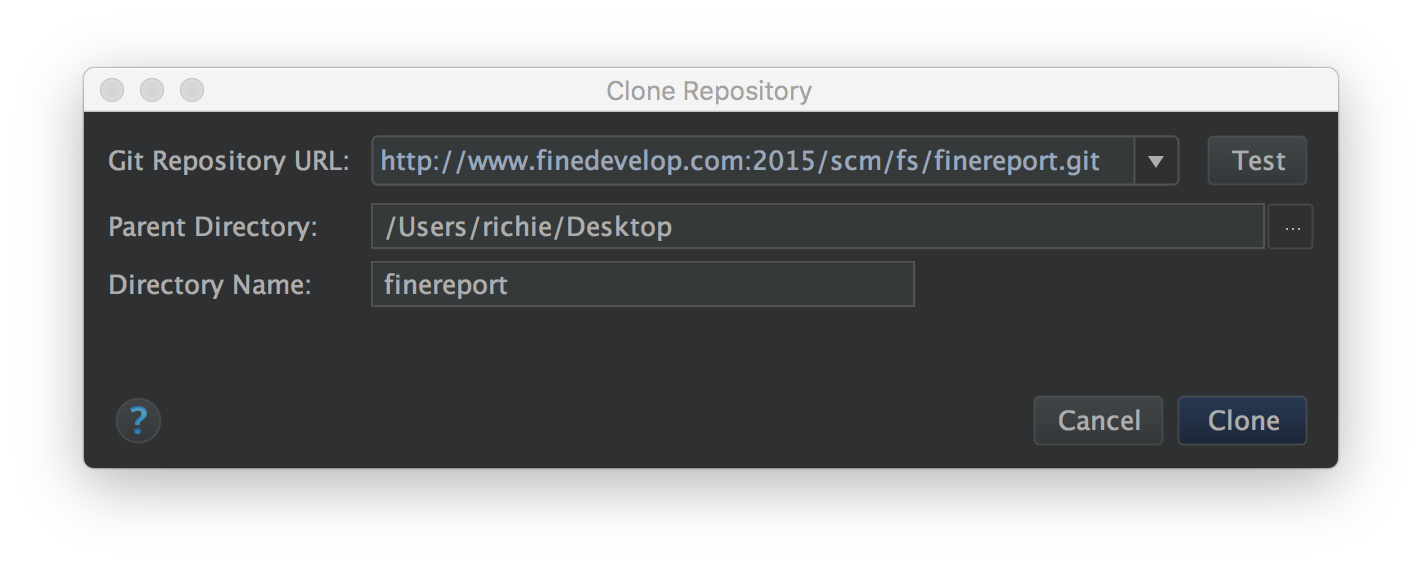 Clone Repository
Git Repository URL: http://www.finedevelop.com:2015/scm/fs/finereport.git Test
Parent Directory: /Users/richie/Desktop ...
Directory Name: finereport
? Cancel Clone